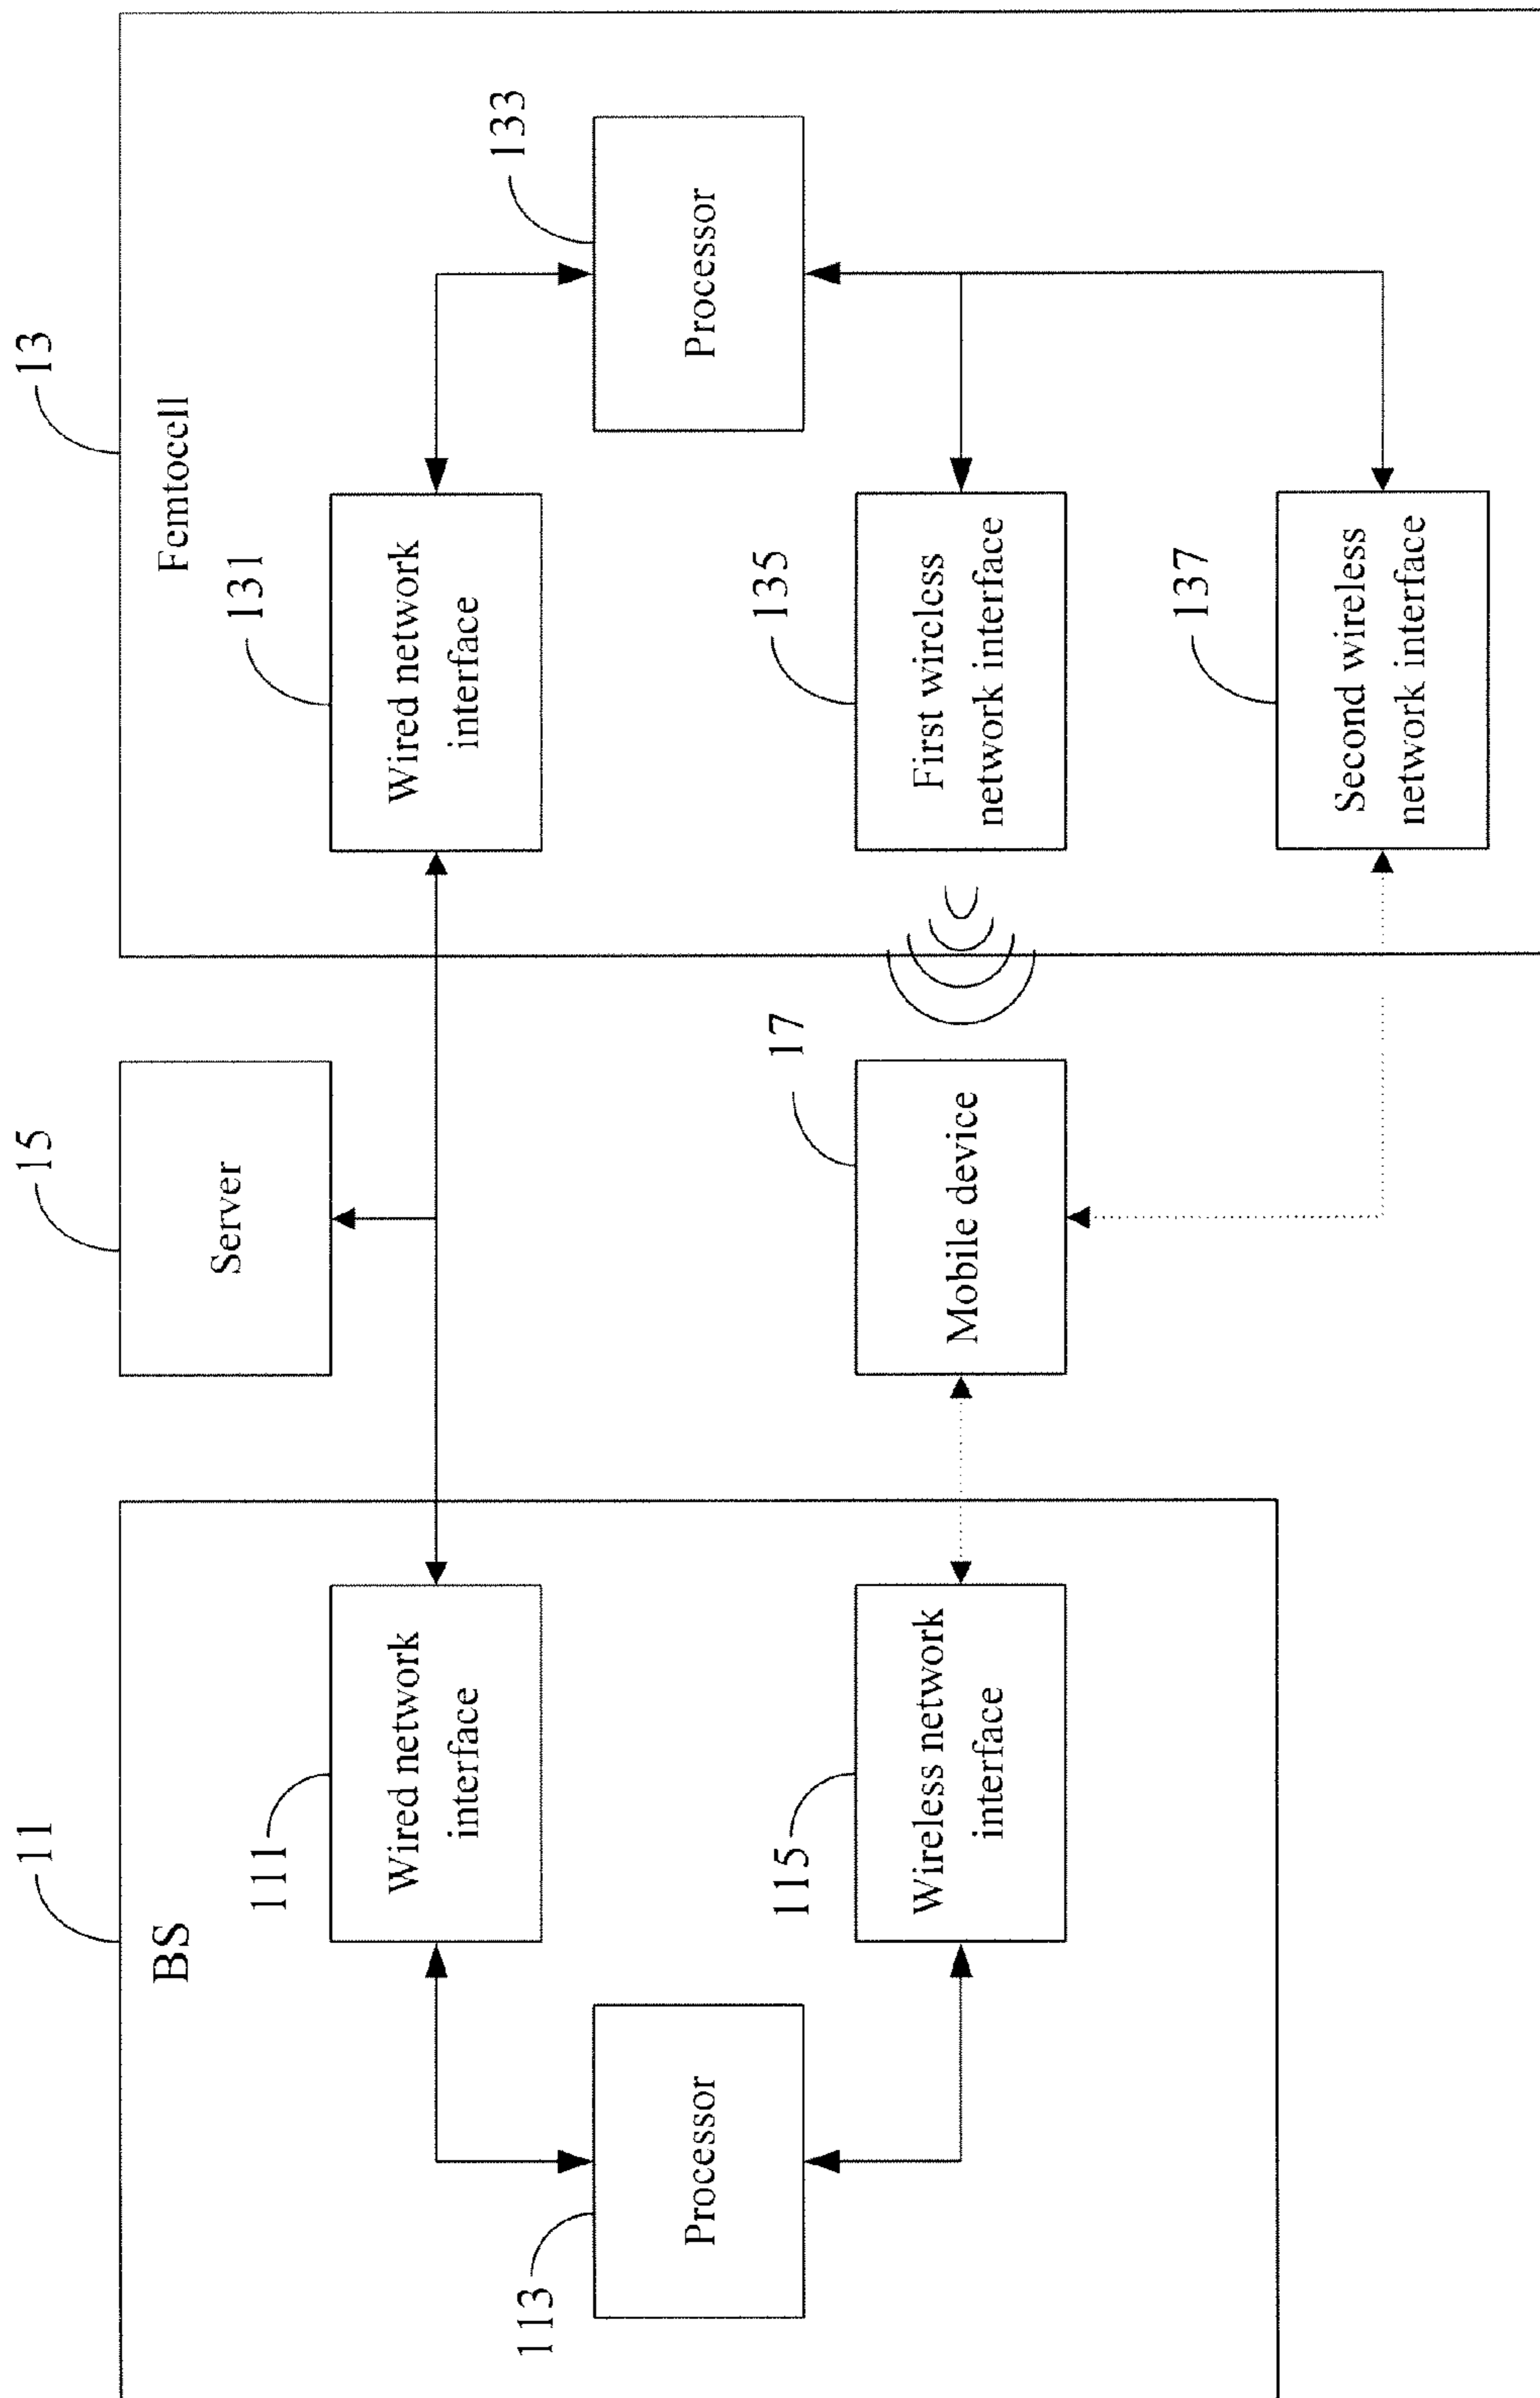 11
BS
111
Wired network
interface
113
Processor
115
Wireless network
interface
15
Server
17
Mobile device
13
Femtocell
131
Wired network
interface
133
Processor
135
First wireless
network interface
137
Second wireless
network interface